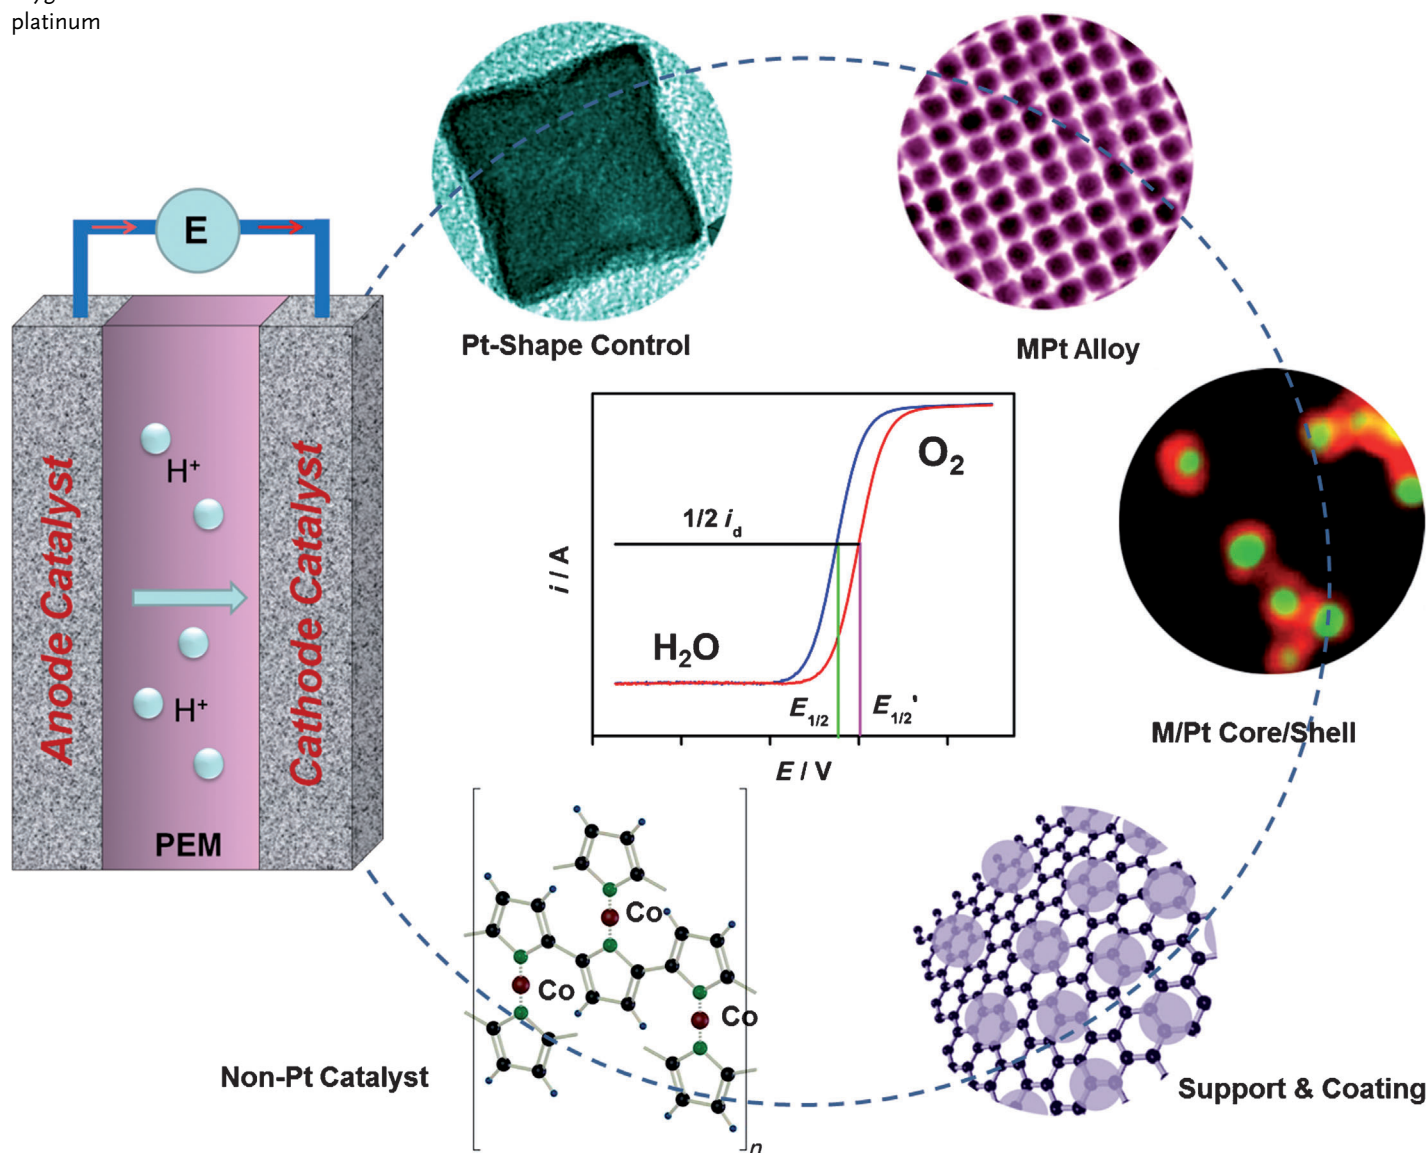 platinum
E
Pt-Shape Control
MPt Alloy
H⁺
H⁺
Anode Catalyst
Cathode Catalyst
PEM
O₂
1/2 i_d
i / A
H₂O
E₁/₂
E₁/₂'
E / V
M/Pt Core/Shell
Co
Co
Co
n
Non-Pt Catalyst
Support & Coating